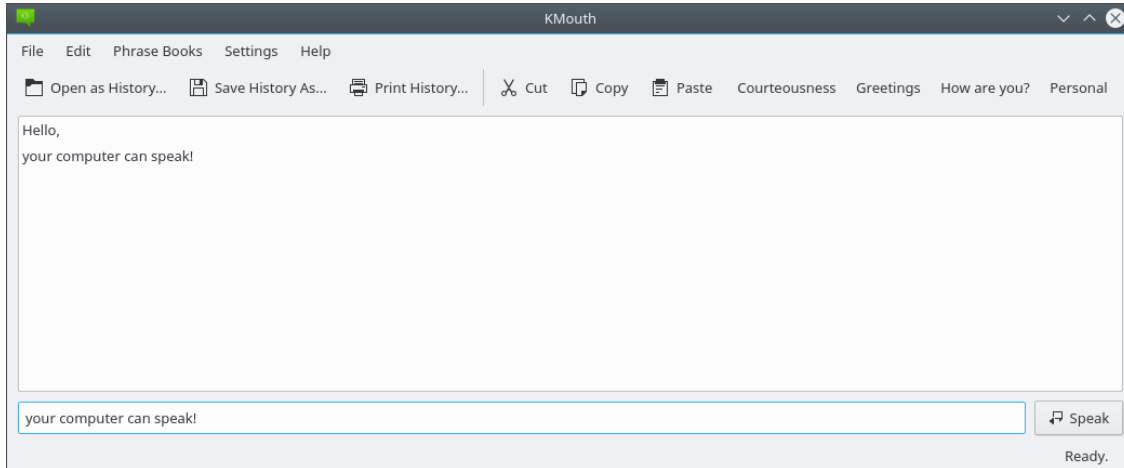 KMouth
File Edit Phrase Books Settings Help
Open as History... Save History As... Print History... Cut Copy Paste Courteousness Greetings How are you? Personal
Hello,
your computer can speak!
your computer can speak! Speak
Ready.